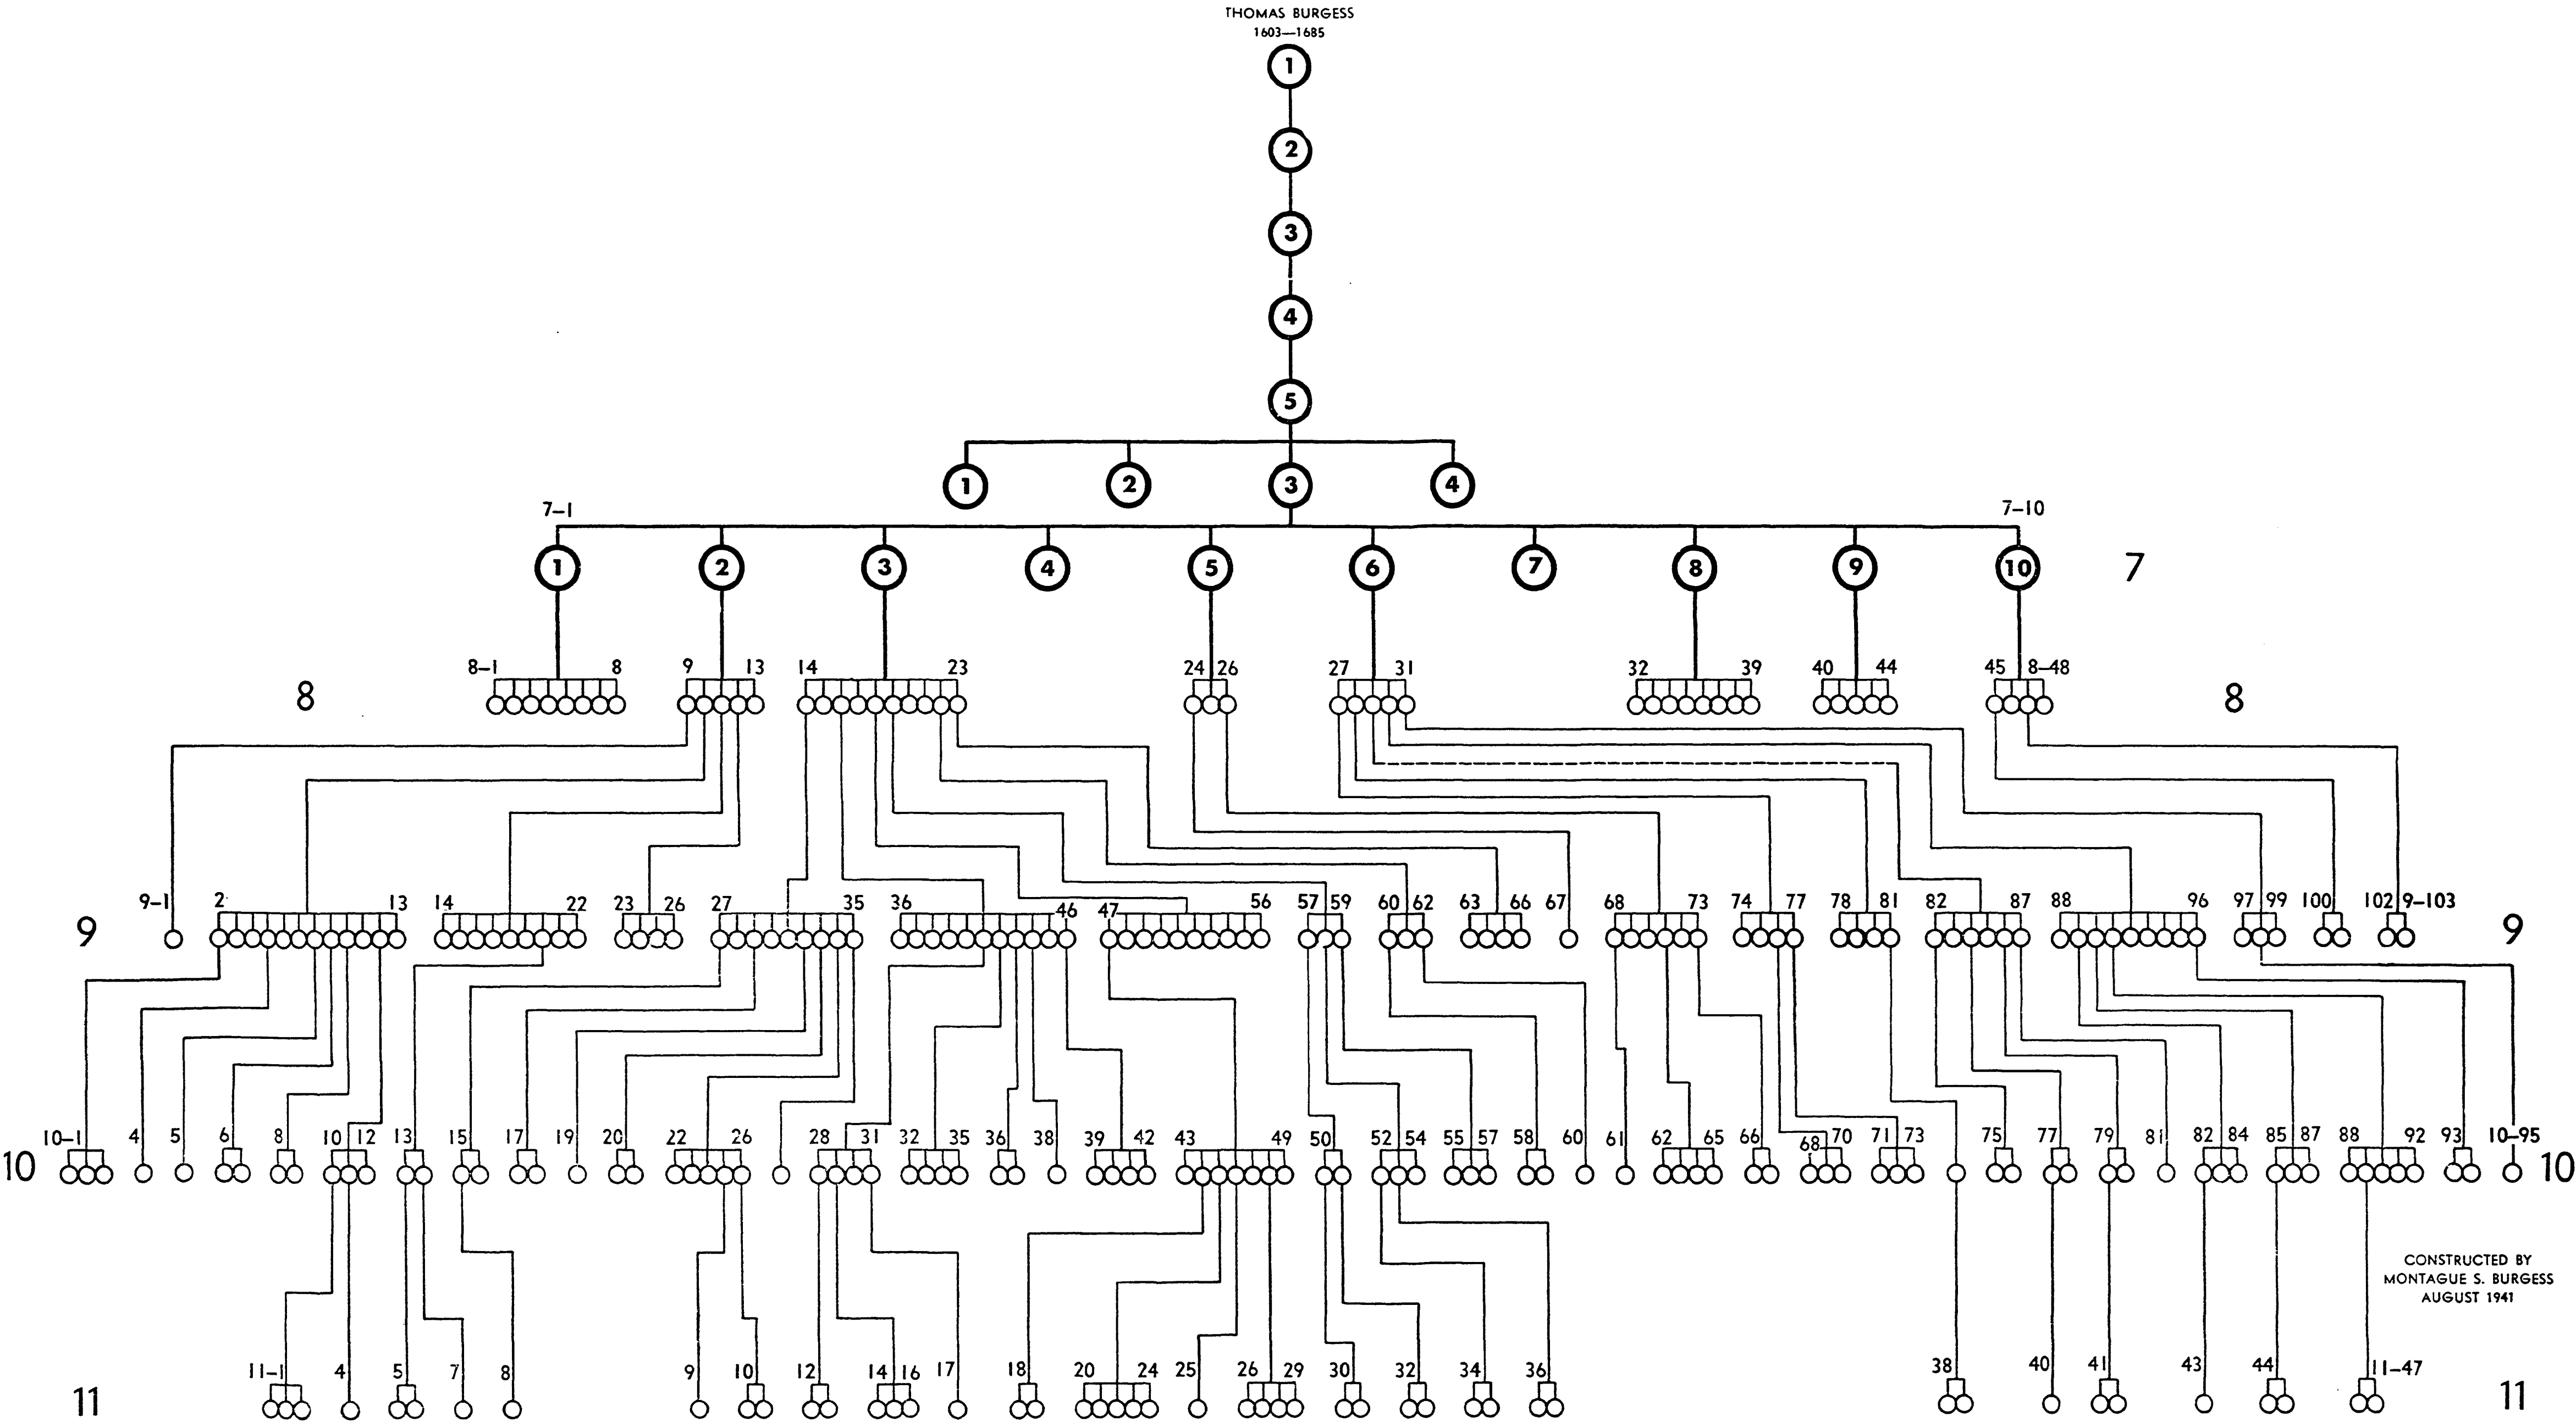 THOMAS BURGESS
1603—1685
1
2
3
4
5
1 2 3 4
7–1 7–10
1 2 3 4 5 6 7 8 9 10 7
8–1 8 9 13 14 23 24 26 27 31 32 39 40 44 45 8–48
8 8
9–1 2 13 14 22 23 26 27 35 36 46 47 56 57 59 60 62 63 66 67 68 73 74 77 78 81 82 87 88 96 97 99 100 102 9–103
9 9
10–1 4 5 6 8 10 12 13 15 17 19 20 22 26 28 31 32 35 36 38 39 42 43 49 50 52 54 55 57 58 60 61 62 65 66 68 70 71 73 75 77 79 81 82 84 85 87 88 92 93 10–95
10 10
CONSTRUCTED BY
MONTAGUE S. BURGESS
AUGUST 1941
11–1 4 5 7 8 9 10 12 14 16 17 18 20 24 25 26 29 30 32 34 36 38 40 41 43 44 11–47
11 11